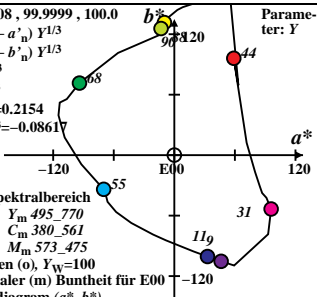 08 , 99.9999 , 100.0
b*
Parame-
ter: Y
– a'n) Y1/3
– b'n) Y1/3
+120
90
44
68
=0.2154
=–0.08617
a*
–120
E00
120
55
31
pektralbereich
Ym 495_770
Cm 380_561
Mm 573_475
119
en (o), YW=100
–120
aler (m) Buntheit für E00
diagram (a*, b*)